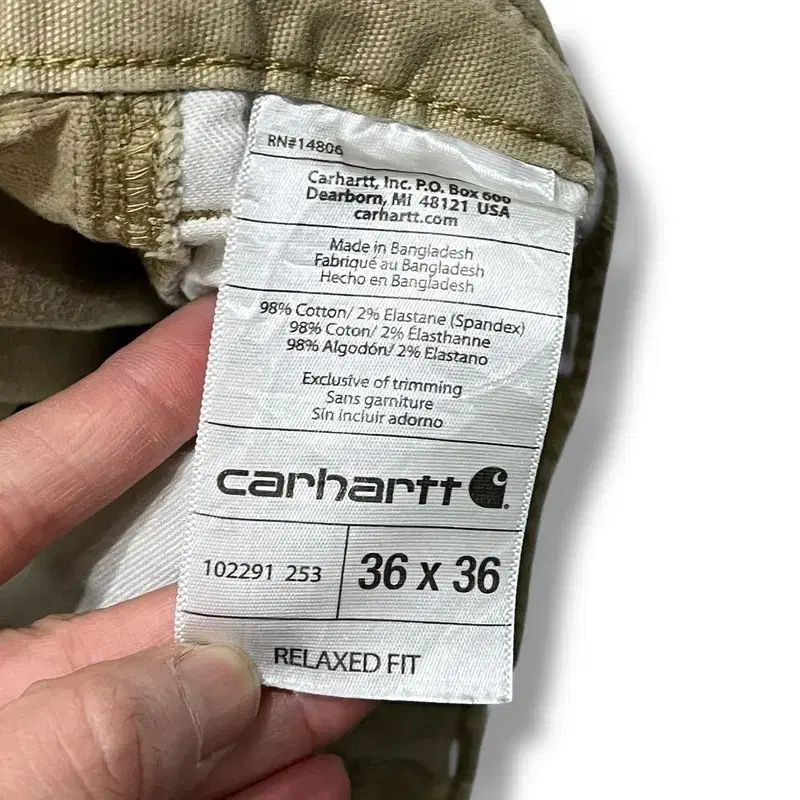 RN#14806
Carhartt, Inc. P.O. Box 600
Dearborn, MI 48121 USA
carhartt.com
Made in Bangladesh
Fabriqué au Bangladesh
Hecho en Bangladesh
98% Cotton/ 2% Elastane (Spandex)
98% Coton/ 2% Élasthanne
98% Algodón/ 2% Elastano
Exclusive of trimming
Sans garniture
Sin incluir adorno
carhartt
102291 253
36 x 36
RELAXED FIT